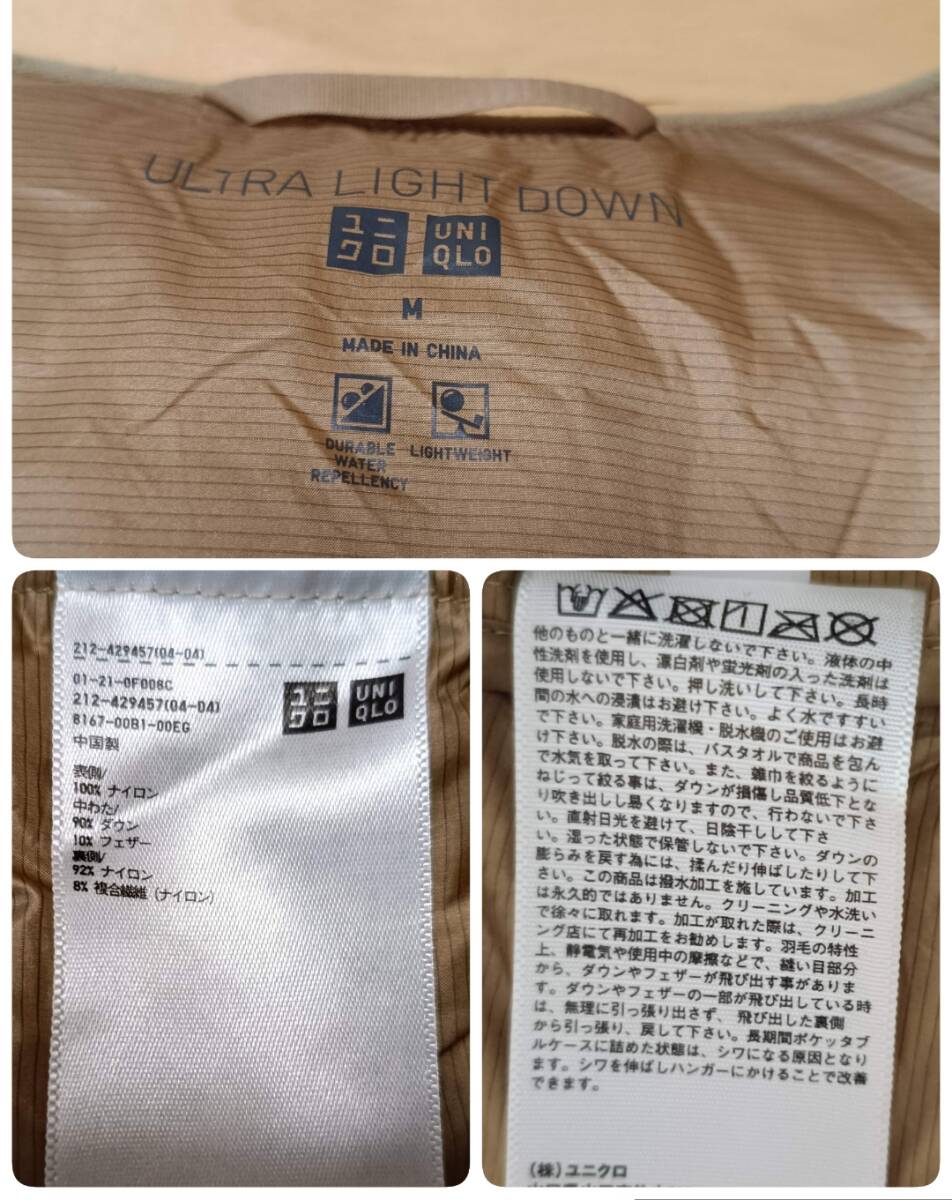 ULTRA LIGHT DOWN
ユニ
クロ
UNI
QLO
M
MADE IN CHINA
DURABLE
WATER
REPELLENCY
LIGHTWEIGHT
212-429457(04-04)
01-21-0F008C
212-429457(04-04)
8167-00B1-00EG
中国製
ユニ
クロ
UNI
QLO
表側/
100% ナイロン
中わた/
90% ダウン
10% フェザー
裏側/
92% ナイロン
8% 複合繊維 (ナイロン)
他のものと一緒に洗濯しないで下さい。液体の中
性洗剤を使用し、漂白剤や蛍光剤の入った洗剤は
使用しないで下さい。押し洗いして下さい。長時
間の水への浸漬はお避け下さい。よく水ですすい
で下さい。家庭用洗濯機・脱水機のご使用はお避
け下さい。脱水の際は、バスタオルで商品を包ん
で水気を取って下さい。また、雑巾を絞るように
ねじって絞る事は、ダウンが損傷し品質低下とな
り吹き出しし易くなりますので、行わないで下さ
い。直射日光を避けて、日陰干しして下さ
い。湿った状態で保管しないで下さい。ダウンの
膨らみを戻す為には、揉んだり伸ばしたりして下
さい。この商品は撥水加工を施しています。加工
は永久的ではありません。クリーニングや水洗い
で徐々に取れます。加工が取れた際は、クリーニ
ング店にて再加工をお勧めします。羽毛の特性
上、静電気や使用中の摩擦などで、縫い目部分
から、ダウンやフェザーが飛び出す事がありま
す。ダウンやフェザーの一部が飛び出している時
は、無理に引っ張り出さず、飛び出した裏側
から引っ張り、戻して下さい。長期間ポケッタブ
ルケースに詰めた状態は、シワになる原因となり
ます。シワを伸ばしハンガーにかけることで改善
できます。
(株)ユニクロ